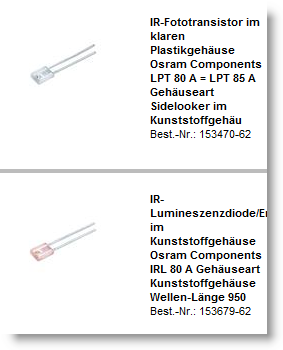 IR-Fototransistor im
klaren
Plastikgehäuse
Osram Components
LPT 80 A = LPT 85 A
Gehäuseart
Sidelooker im
Kunststoffgehäu
Best.-Nr.: 153470-62
IR-
Lumineszenzdiode/E
im
Kunststoffgehäuse
Osram Components
IRL 80 A Gehäuseart
Kunststoffgehäuse
Wellen-Länge 950
Best.-Nr.: 153679-62